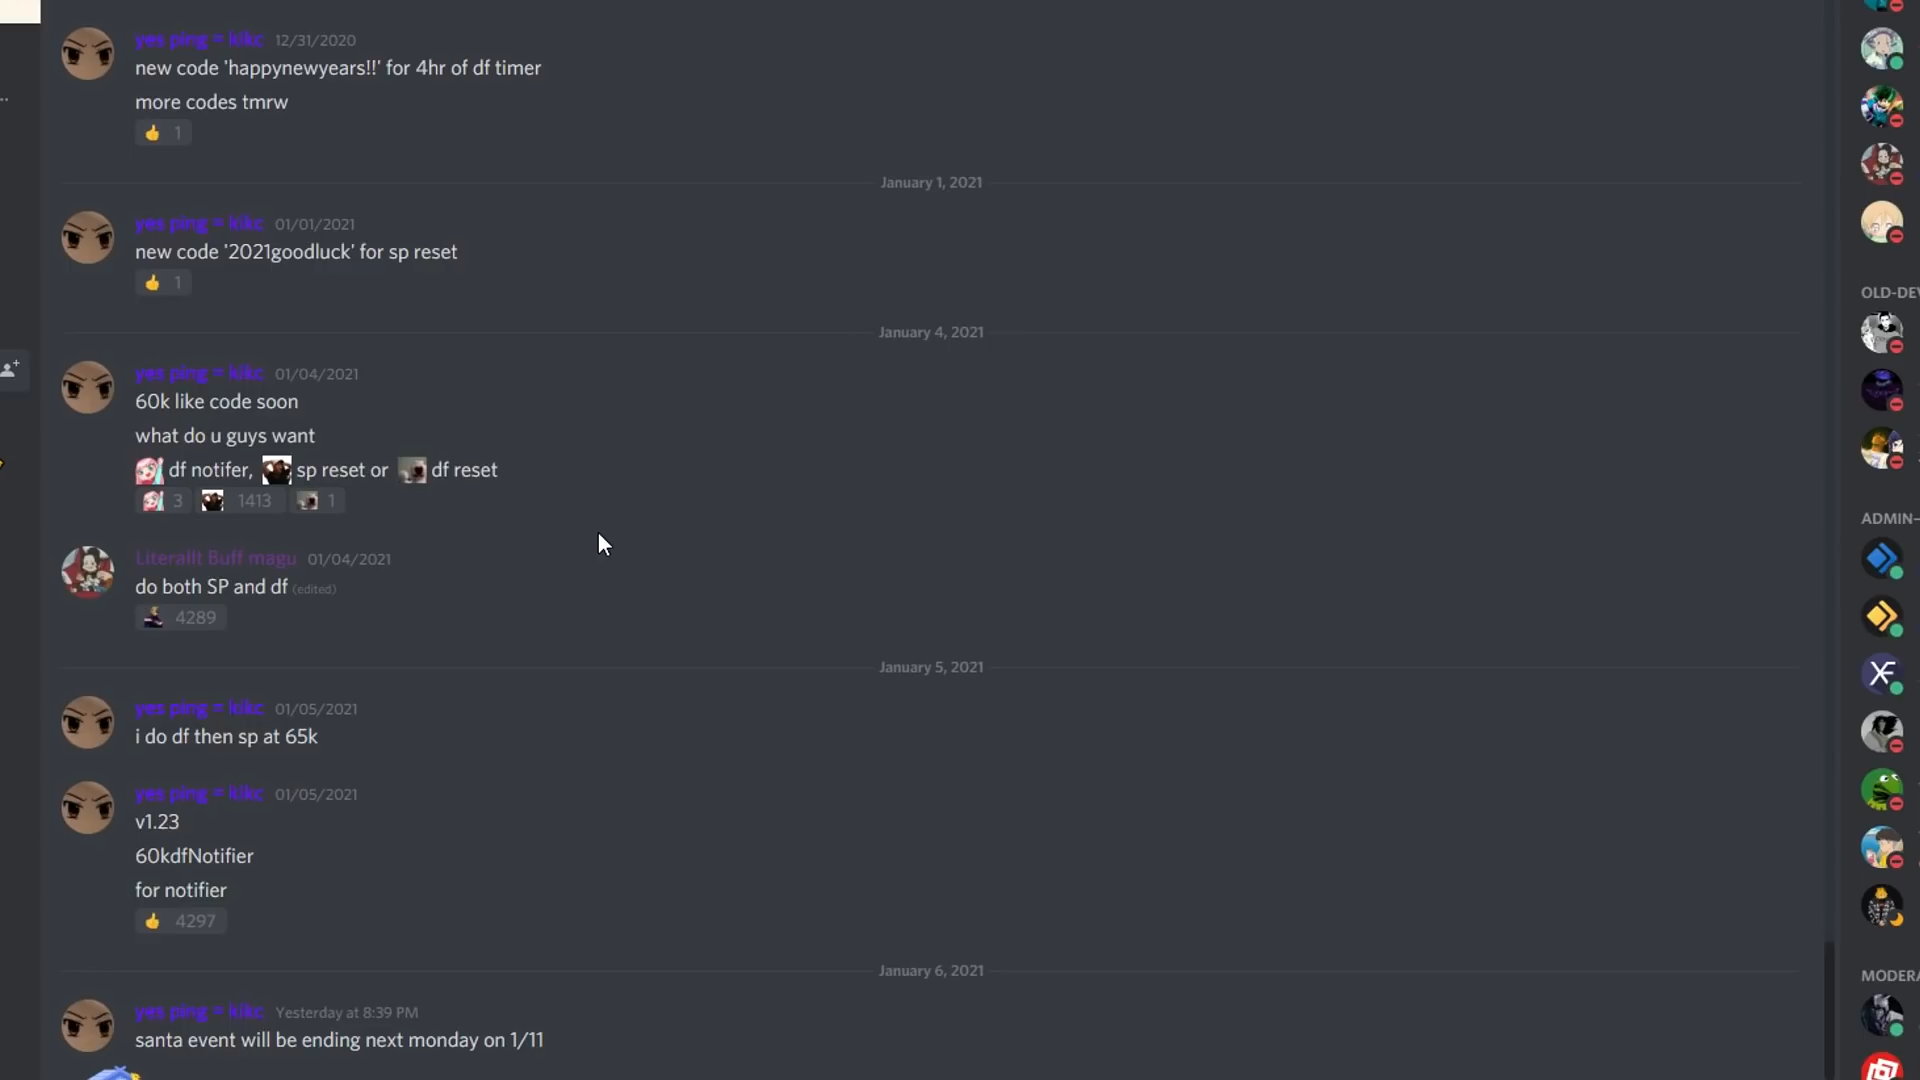 yes ping = kikc 12/31/2020
new code 'happynewyears!!' for 4hr of df timer
more codes tmrw
1
January 1, 2021
yes ping = kikc 01/01/2021
new code '2021goodluck' for sp reset
1
January 4, 2021
yes ping = kikc 01/04/2021
60k like code soon
what do u guys want
df notifer, sp reset or df reset
3 1413 1
Literallt Buff magu 01/04/2021
do both SP and df (edited)
4289
January 5, 2021
yes ping = kikc 01/05/2021
i do df then sp at 65k
yes ping = kikc 01/05/2021
v1.23
60kdfNotifier
for notifier
4297
January 6, 2021
yes ping = kikc Yesterday at 8:39 PM
santa event will be ending next monday on 1/11
OLD-DEV
ADMIN-
MODERA